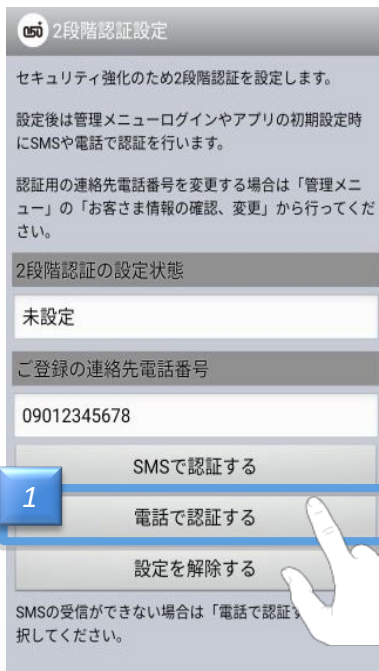 2段階認証設定
セキュリティ強化のため2段階認証を設定します。
設定後は管理メニューログインやアプリの初期設定時
にSMSや電話で認証を行います。
認証用の連絡先電話番号を変更する場合は「管理メニ
ュー」の「お客さま情報の確認、変更」から行ってくだ
さい。
2段階認証の設定状態
未設定
ご登録の連絡先電話番号
09012345678
SMSで認証する
1
電話で認証する
設定を解除する
SMSの受信ができない場合は「電話で認証す
択してください。